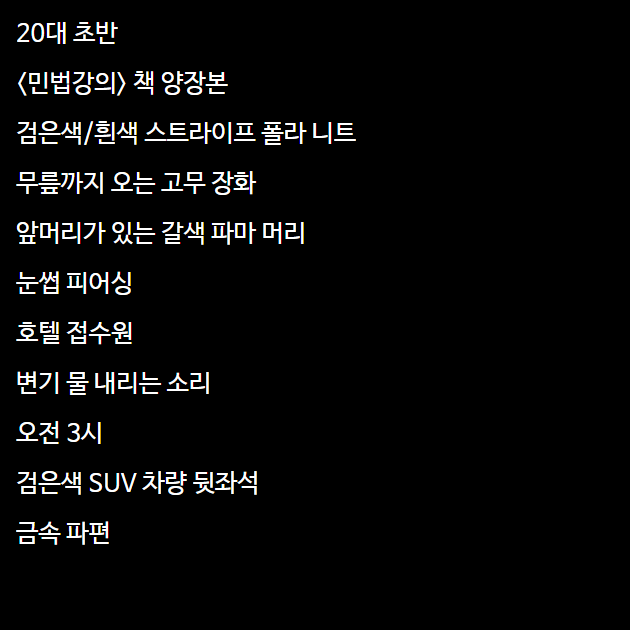 20대 초반
<민법강의> 책 양장본
검은색/흰색 스트라이프 폴라 니트
무릎까지 오는 고무 장화
앞머리가 있는 갈색 파마 머리
눈썹 피어싱
호텔 접수원
변기 물 내리는 소리
오전 3시
검은색 SUV 차량 뒷좌석
금속 파편